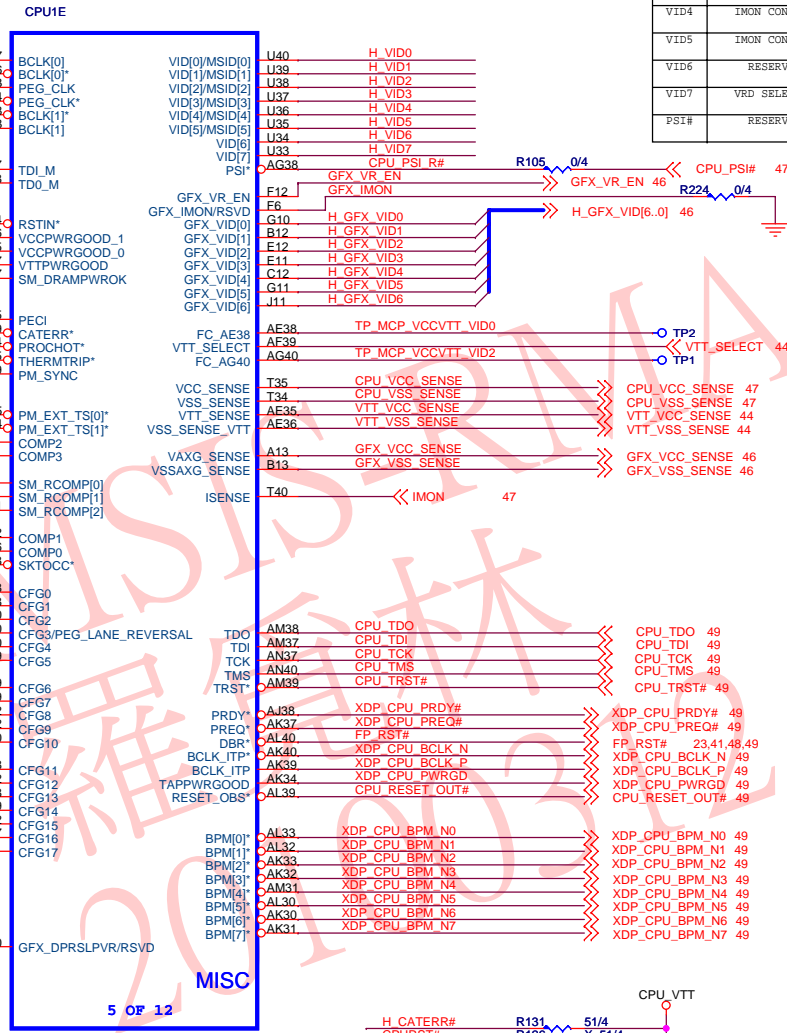 CPU1E
VID4 IMON CON
VID5 IMON CON
VID6 RESERV
VID7 VRD SELE
PSI# RESERV
BCLK[0] VID[0]/MSID[0] U40 H_VID0
BCLK[0]* VID[1]/MSID[1] U39 H_VID1
PEG_CLK VID[2]/MSID[2] U38 H_VID2
PEG_CLK* VID[3]/MSID[3] U37 H_VID3
BCLK[1]* VID[4]/MSID[4] U36 H_VID4
BCLK[1] VID[5]/MSID[5] U35 H_VID5
VID[6] U34 H_VID6
VID[7] U33 H_VID7
TDI_M PSI* AG38 CPU_PSI_R# R105 0/4 CPU_PSI# 47
TD0_M
GFX_VR_EN F12 GFX_VR_EN GFX_VR_EN 46
GFX_IMON/RSVD F6 GFX_IMON R224 0/4
RSTIN* GFX_VID[0] G10 H_GFX_VID0 H_GFX_VID[6..0] 46
VCCPWRGOOD_1 GFX_VID[1] B12 H_GFX_VID1
VCCPWRGOOD_0 GFX_VID[2] E12 H_GFX_VID2
VTTPWRGOOD GFX_VID[3] E11 H_GFX_VID3
SM_DRAMPWROK GFX_VID[4] C12 H_GFX_VID4
GFX_VID[5] G11 H_GFX_VID5
GFX_VID[6] J11 H_GFX_VID6
PECI
CATERR* FC_AE38 AE38 TP_MCP_VCCVTT_VID0 TP2
PROCHOT* VTT_SELECT AF39 VTT_SELECT 44
THERMTRIP* FC_AG40 AG40 TP_MCP_VCCVTT_VID2 TP1
PM_SYNC
VCC_SENSE T35 CPU_VCC_SENSE CPU_VCC_SENSE 47
VSS_SENSE T34 CPU_VSS_SENSE CPU_VSS_SENSE 47
PM_EXT_TS[0]* VTT_SENSE AE35 VTT_VCC_SENSE VTT_VCC_SENSE 44
PM_EXT_TS[1]* VSS_SENSE_VTT AE36 VTT_VSS_SENSE VTT_VSS_SENSE 44
COMP2
COMP3 VAXG_SENSE A13 GFX_VCC_SENSE GFX_VCC_SENSE 46
VSSAXG_SENSE B13 GFX_VSS_SENSE GFX_VSS_SENSE 46
SM_RCOMP[0]
SM_RCOMP[1] ISENSE T40 IMON 47
SM_RCOMP[2]
COMP1
COMP0
SKTOCC*
CFG0
CFG1
CFG2
CFG3/PEG_LANE_REVERSAL TDO AM38 CPU_TDO CPU_TDO 49
CFG4 TDI AM37 CPU_TDI CPU_TDI 49
CFG5 TCK AN37 CPU_TCK CPU_TCK 49
TMS AN40 CPU_TMS CPU_TMS 49
CFG6 TRST* AM39 CPU_TRST# CPU_TRST# 49
CFG7
CFG8 PRDY* AJ38 XDP_CPU_PRDY# XDP_CPU_PRDY# 49
CFG9 PREQ* AK37 XDP_CPU_PREQ# XDP_CPU_PREQ# 49
CFG10 DBR* AL40 FP_RST# FP_RST# 23,41,48,49
BCLK_ITP* AK40 XDP_CPU_BCLK_N XDP_CPU_BCLK_N 49
CFG11 BCLK_ITP AK39 XDP_CPU_BCLK_P XDP_CPU_BCLK_P 49
CFG12 TAPPWRGOOD AK34 XDP_CPU_PWRGD XDP_CPU_PWRGD 49
CFG13 RESET_OBS* AL39 CPU_RESET_OUT# CPU_RESET_OUT# 49
CFG14
CFG15
CFG16 BPM[0]* AL33 XDP_CPU_BPM_N0 XDP_CPU_BPM_N0 49
CFG17 BPM[1]* AL32 XDP_CPU_BPM_N1 XDP_CPU_BPM_N1 49
BPM[2]* AK33 XDP_CPU_BPM_N2 XDP_CPU_BPM_N2 49
BPM[3]* AK32 XDP_CPU_BPM_N3 XDP_CPU_BPM_N3 49
BPM[4]* AM31 XDP_CPU_BPM_N4 XDP_CPU_BPM_N4 49
BPM[5]* AL30 XDP_CPU_BPM_N5 XDP_CPU_BPM_N5 49
BPM[6]* AK30 XDP_CPU_BPM_N6 XDP_CPU_BPM_N6 49
BPM[7]* AK31 XDP_CPU_BPM_N7 XDP_CPU_BPM_N7 49
GFX_DPRSLPVR/RSVD
MISC
5 OF 12
CPU_VTT
H_CATERR# R131 51/4
MSIS-RMA
羅寬林
20100312